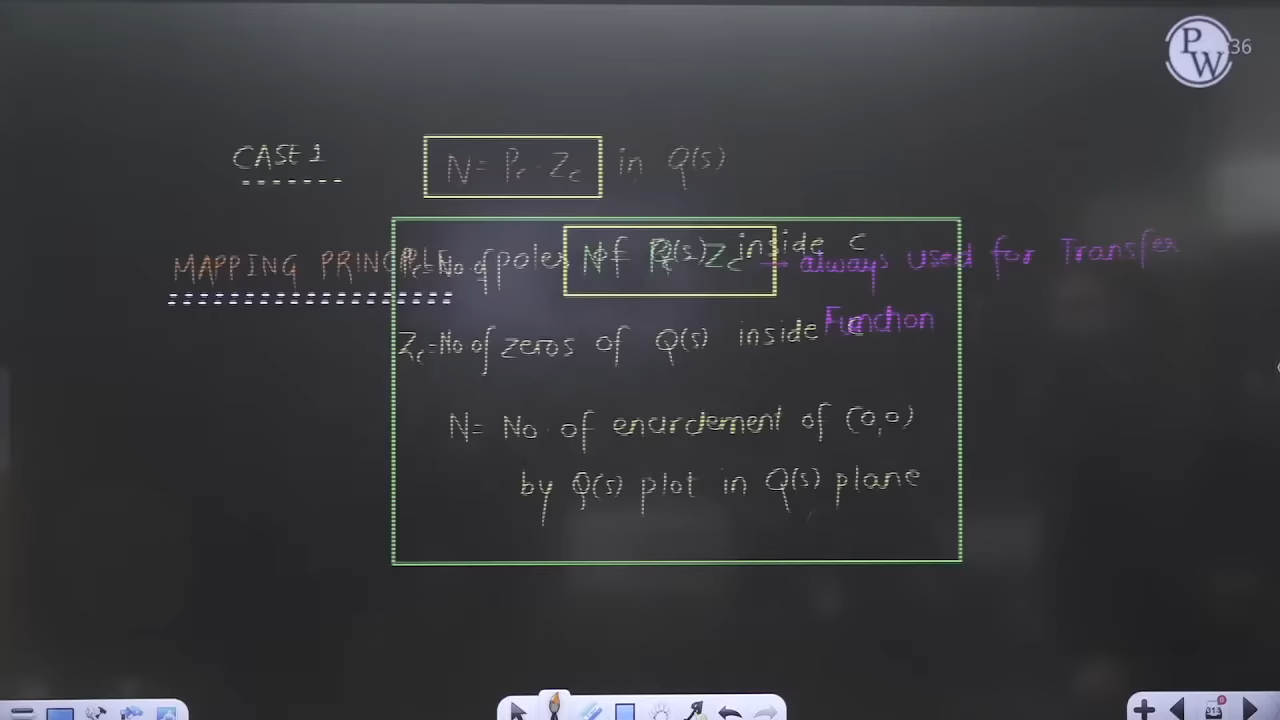 PW 36
CASE 1
N = Pc - Zc in Q(s)
MAPPING PRINCIPLE
N = Pc - Zc → always used for Transfer
Function
Pc = No of poles of Q(s) inside C
Zc = No of zeros of Q(s) inside C
N = No. of encirclement of (0,0)
by Q(s) plot in Q(s) plane